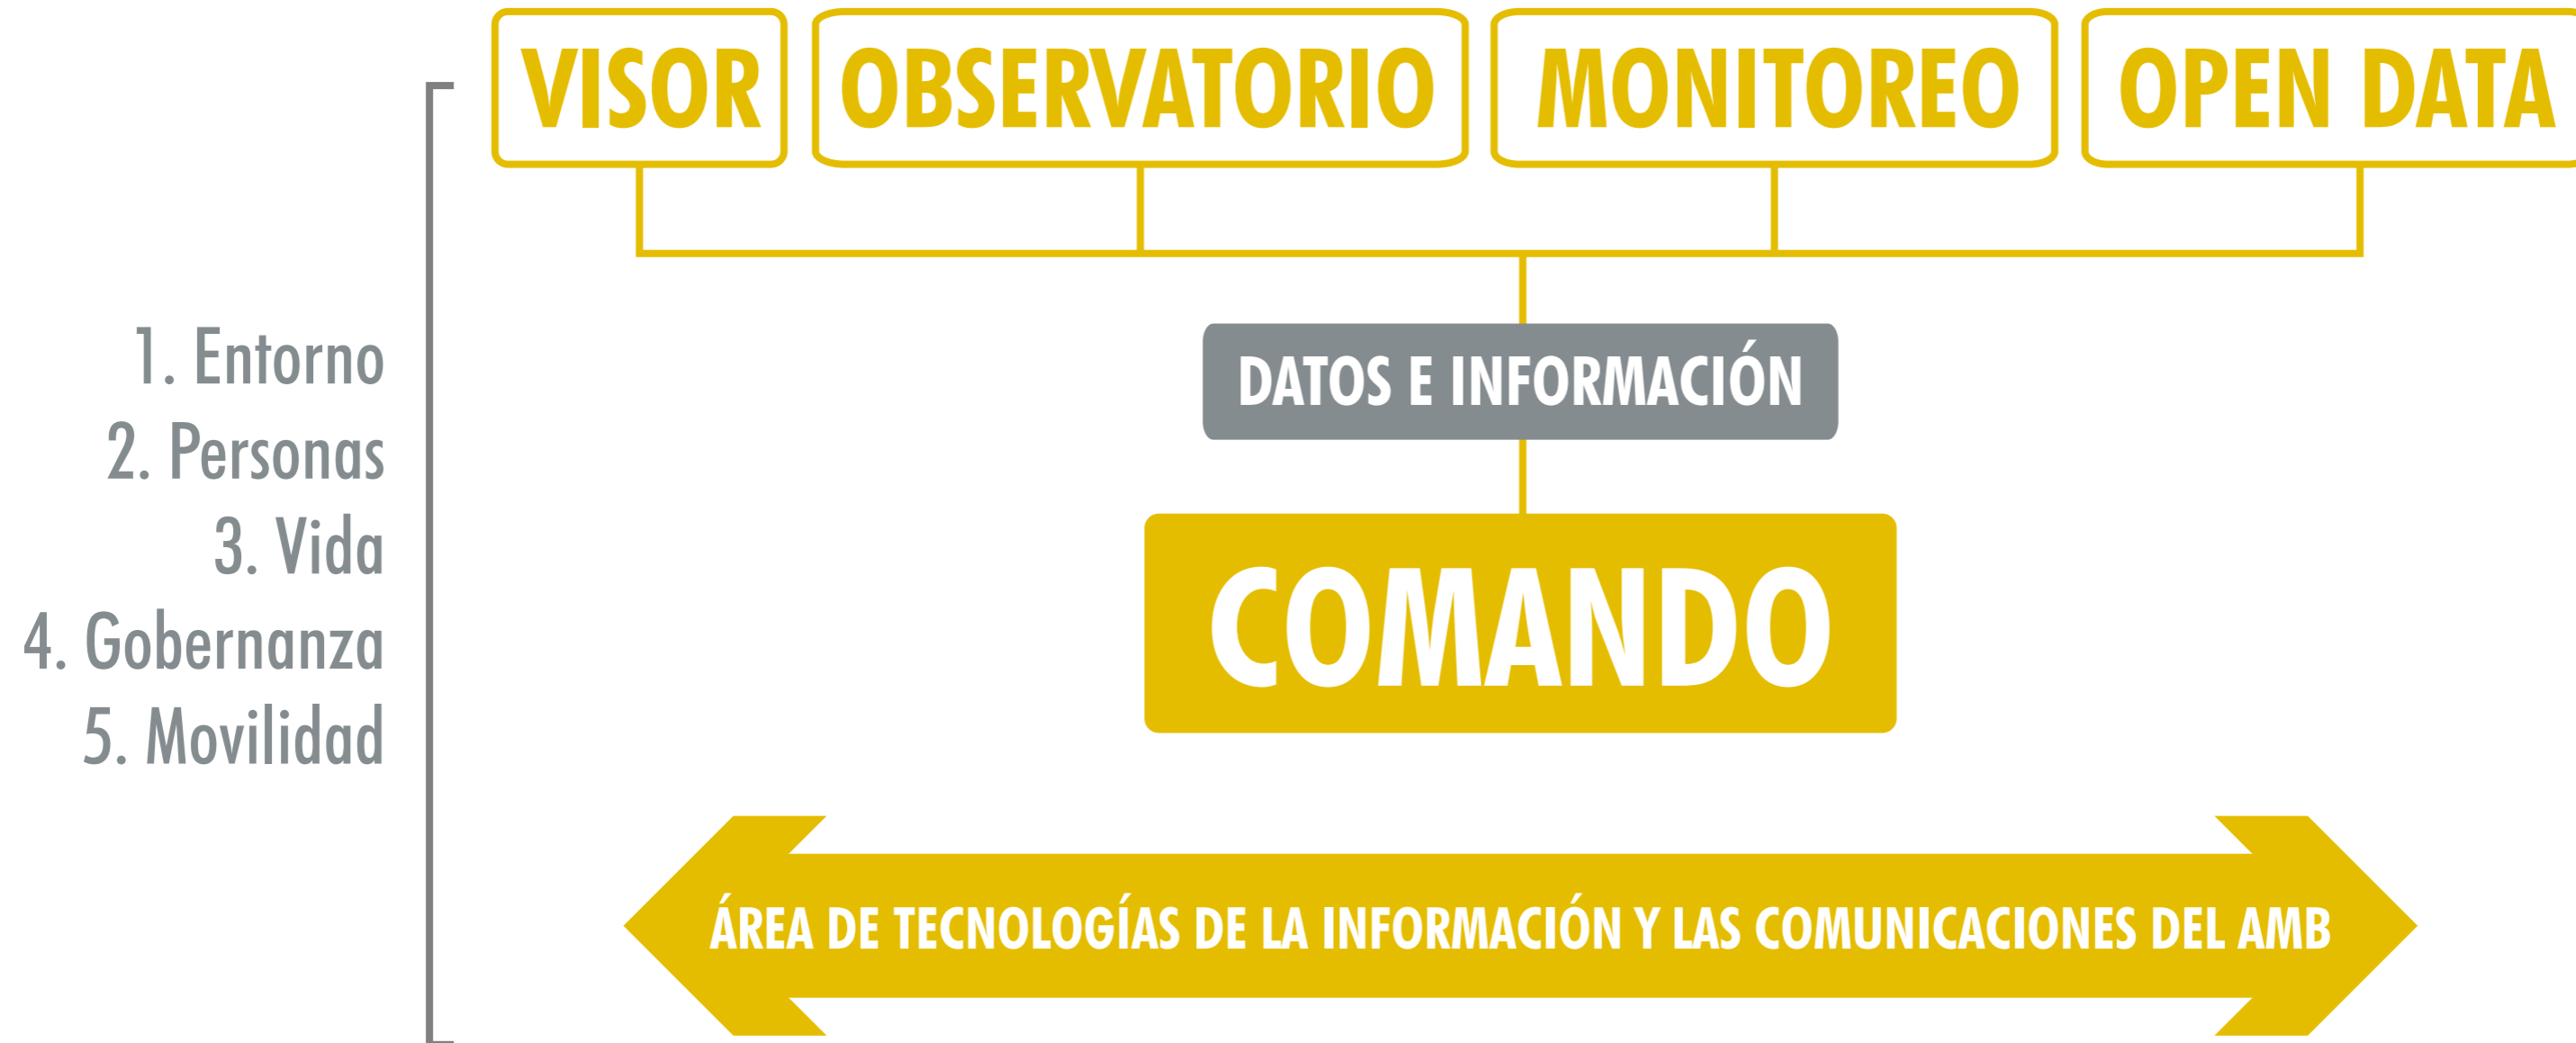 VISOR
OBSERVATORIO
MONITOREO
OPEN DATA
1. Entorno
2. Personas
3. Vida
4. Gobernanza
5. Movilidad
DATOS E INFORMACIÓN
COMANDO
ÁREA DE TECNOLOGÍAS DE LA INFORMACIÓN Y LAS COMUNICACIONES DEL AMB